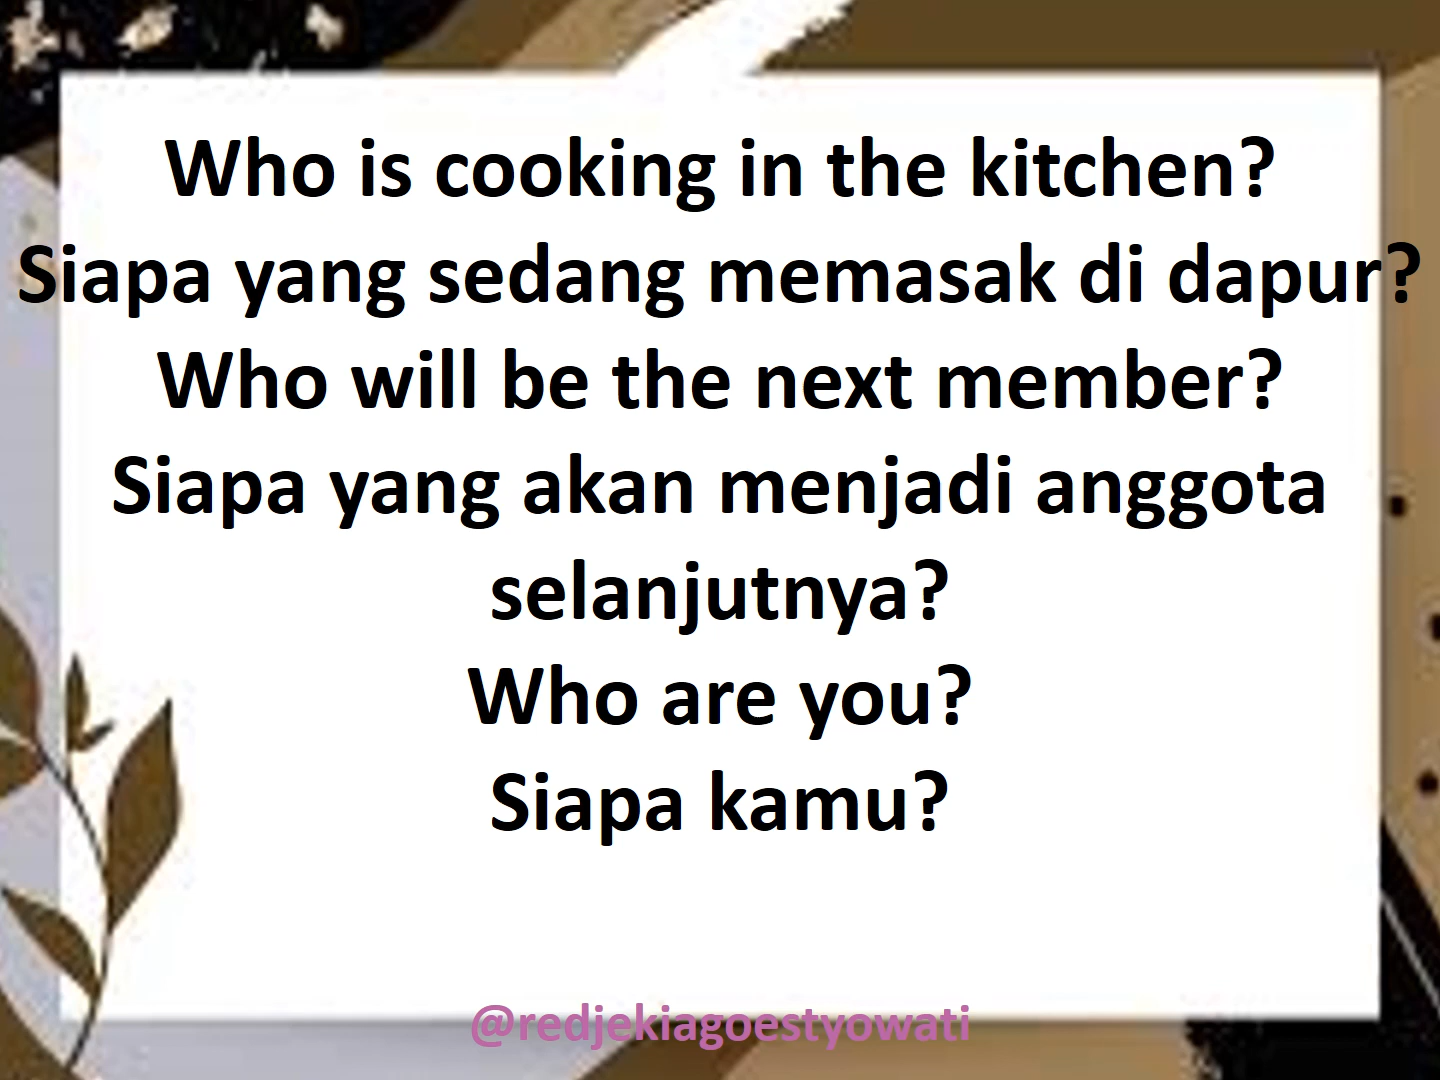 Who is cooking in the kitchen?
Siapa yang sedang memasak di dapur?
Who will be the next member?
Siapa yang akan menjadi anggota
selanjutnya?
Who are you?
Siapa kamu?
@redjekiagoestyowati